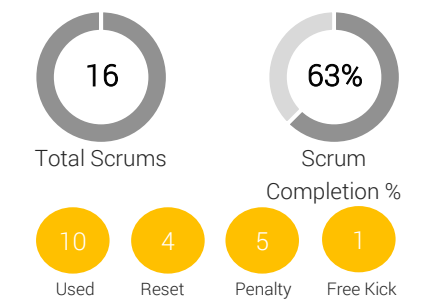 16
63%
Total Scrums
Scrum
Completion %
10
4
5
1
Used
Reset
Penalty
Free Kick